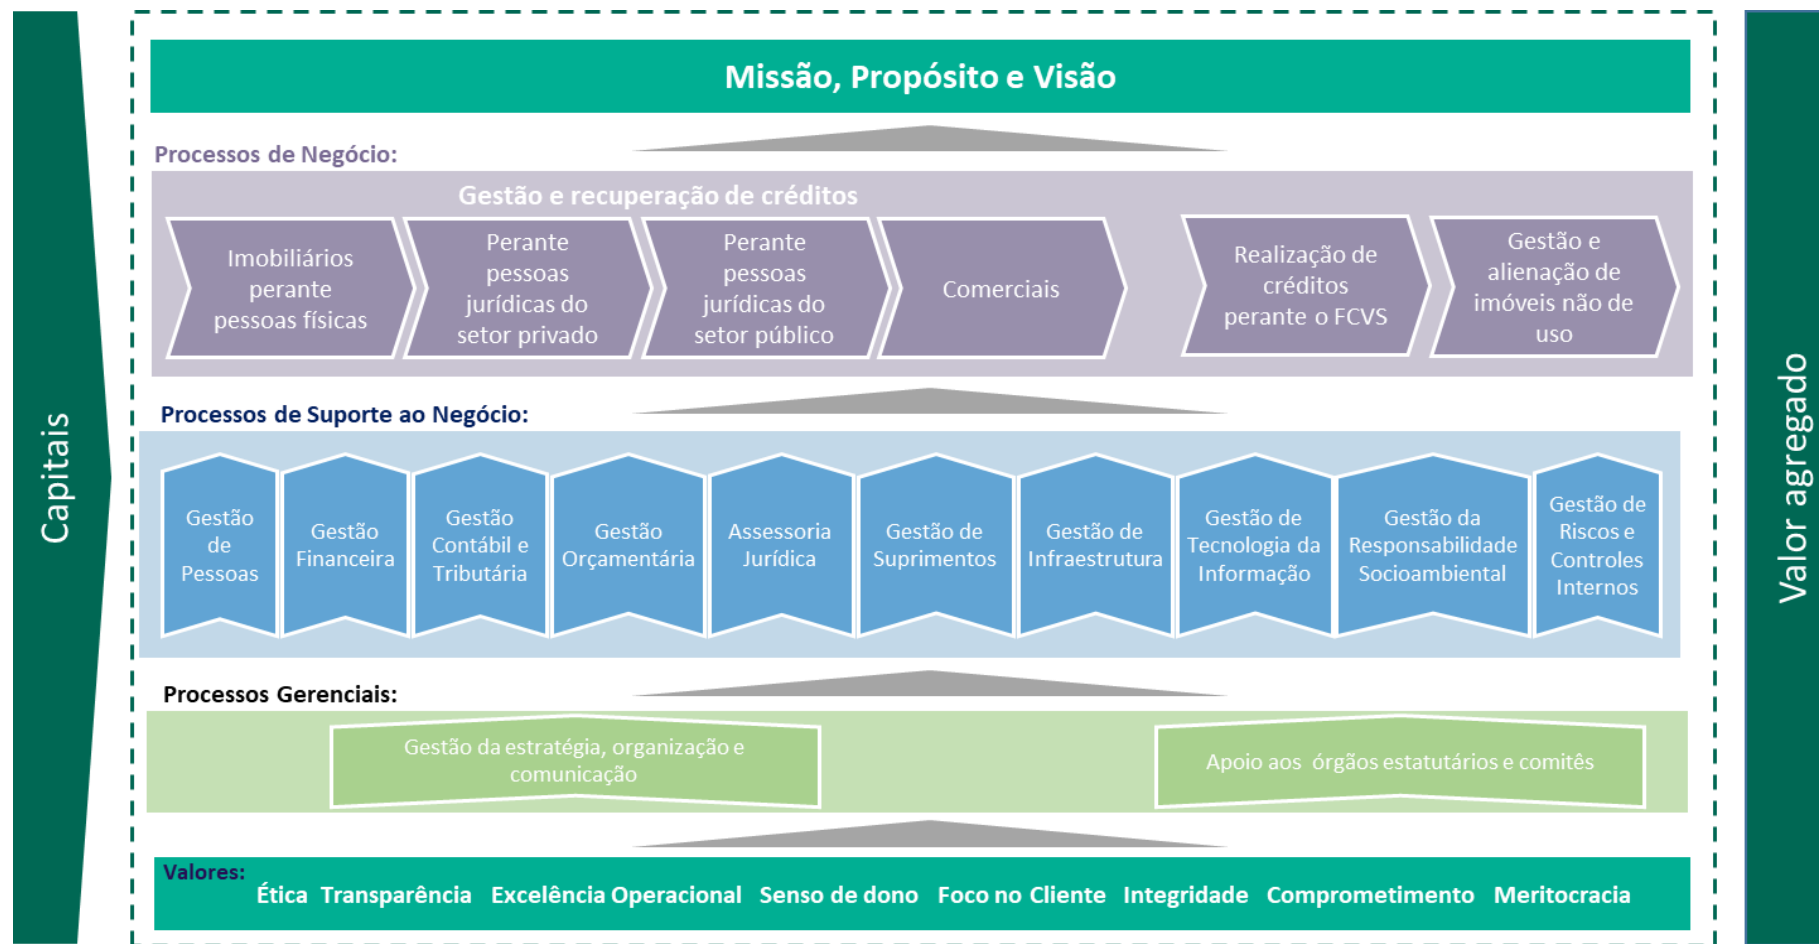 Capitais
Missão, Propósito e Visão
Processos de Negócio:
Gestão e recuperação de créditos
Imobiliários
perante
pessoas físicas
Perante
pessoas
jurídicas do
setor privado
Perante
pessoas
jurídicas do
setor público
Comerciais
Realização de
créditos
perante o FCVS
Gestão e
alienação de
imóveis não de
uso
Processos de Suporte ao Negócio:
Gestão
de
Pessoas
Gestão
Financeira
Gestão
Contábil e
Tributária
Gestão
Orçamentária
Assessoria
Jurídica
Gestão de
Suprimentos
Gestão de
Infraestrutura
Gestão de
Tecnologia da
Informação
Gestão da
Responsabilidade
Socioambiental
Gestão de
Riscos e
Controles
Internos
Processos Gerenciais:
Gestão da estratégia, organização e
comunicação
Apoio aos órgãos estatutários e comitês
Valores:
Ética Transparência Excelência Operacional Senso de dono Foco no Cliente Integridade Comprometimento Meritocracia
Valor agregado